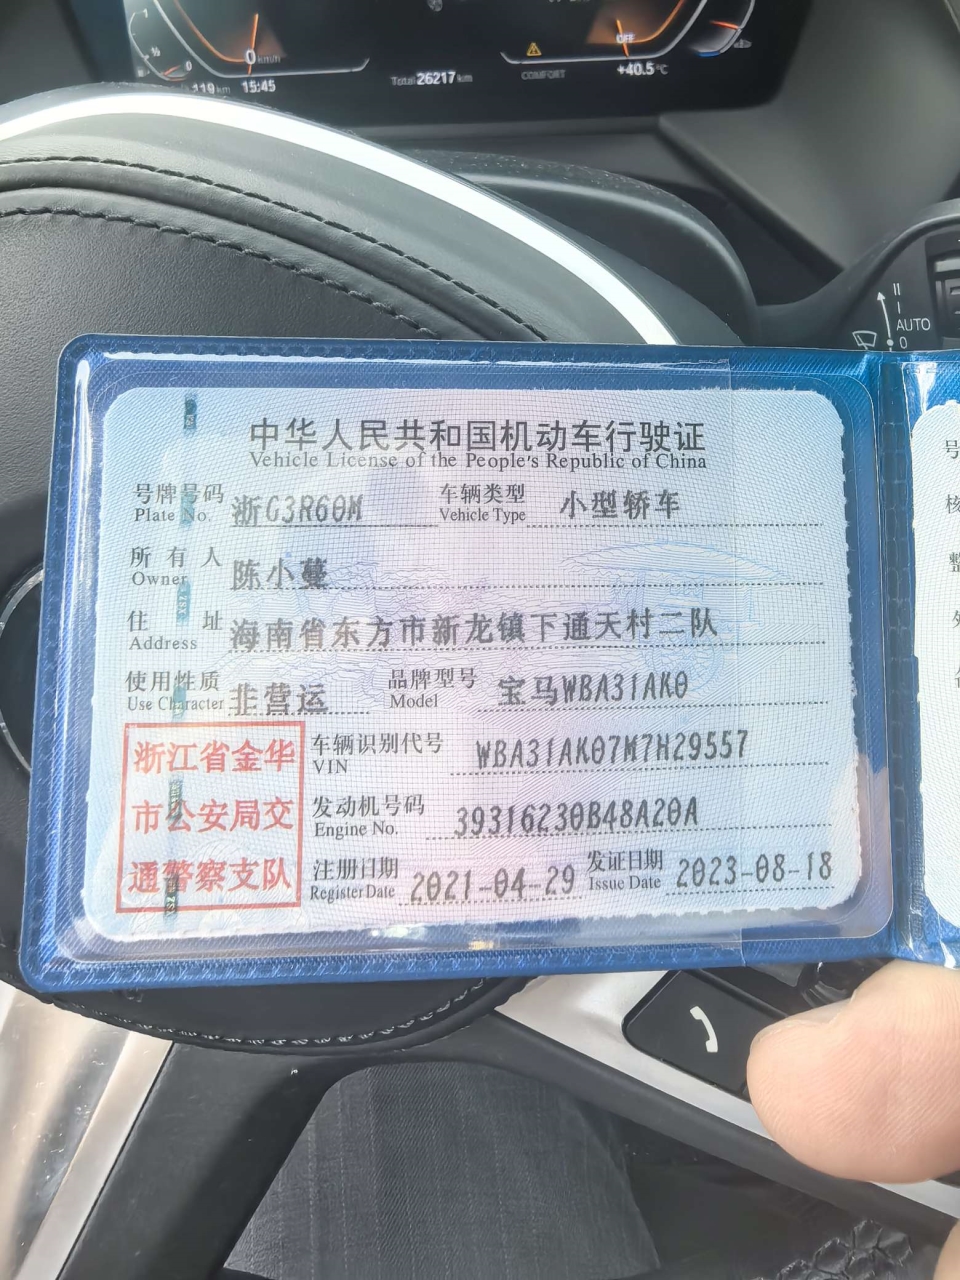 0 km/h
0
OFF
119 km 15:45
Total 26217 km
COMFORT
+40.5 °C
II
I
AUTO
0
中华人民共和国机动车行驶证
Vehicle License of the People's Republic of China
号牌号码 浙G3R60M 车辆类型 小型轿车
Plate No. Vehicle Type
所有人 陈小蔓
Owner
住址 海南省东方市新龙镇下通天村二队
Address
使用性质 非营运 品牌型号 宝马WBA31AK0
Use Character Model
浙江省金华
市公安局交
通警察支队
车辆识别代号 WBA31AK07M7H29557
VIN
发动机号码 39316230B48A20A
Engine No.
注册日期 2021-04-29 发证日期 2023-08-18
Register Date Issue Date
号
核
整